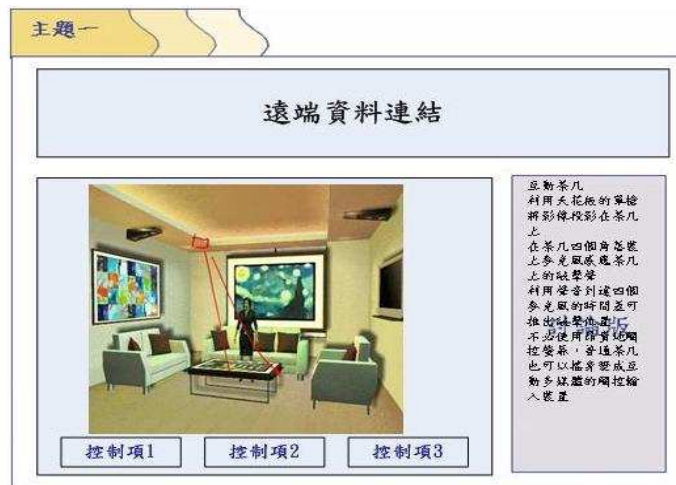 主題一
遠端資料連結
互動茶几
利用天花板的單槍
將影像投影在茶几
上
在茶几四個角落裝
上麥克風感應茶几
上的敲擊聲
利用聲音到達四個
麥克風的時間差可
推出敲擊位置
不必使用昂貴地觸
控螢幕，普通茶几
也可以搖身變成互
動多媒體的觸控輸
入裝置
討論版
控制項1
控制項2
控制項3